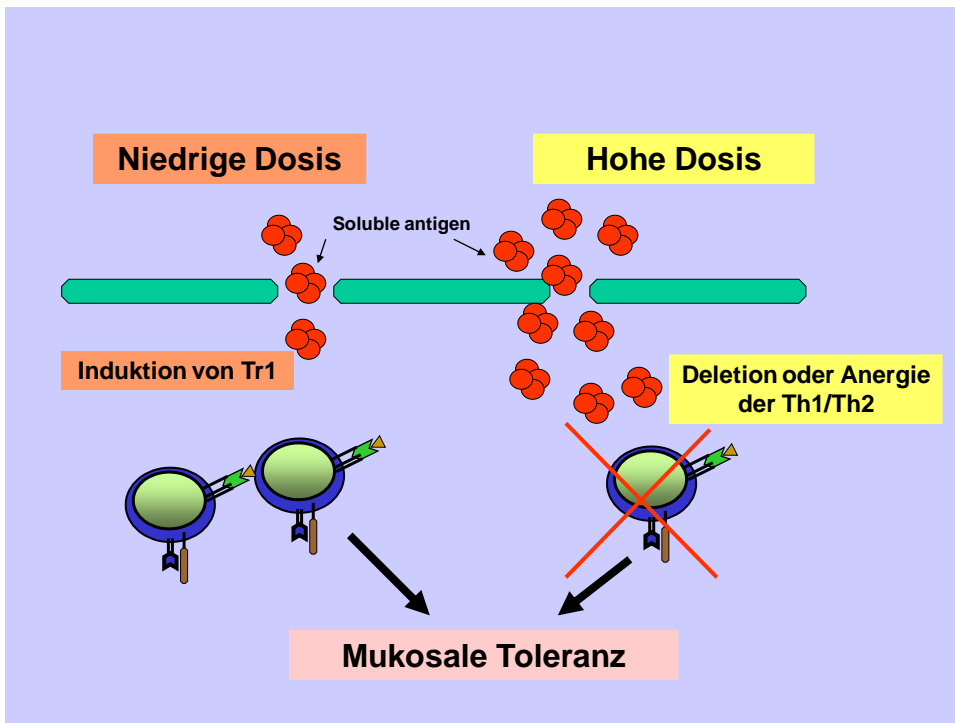 Niedrige Dosis
Hohe Dosis
Soluble antigen
Induktion von Tr1
Deletion oder Anergie
der Th1/Th2
Mukosale Toleranz